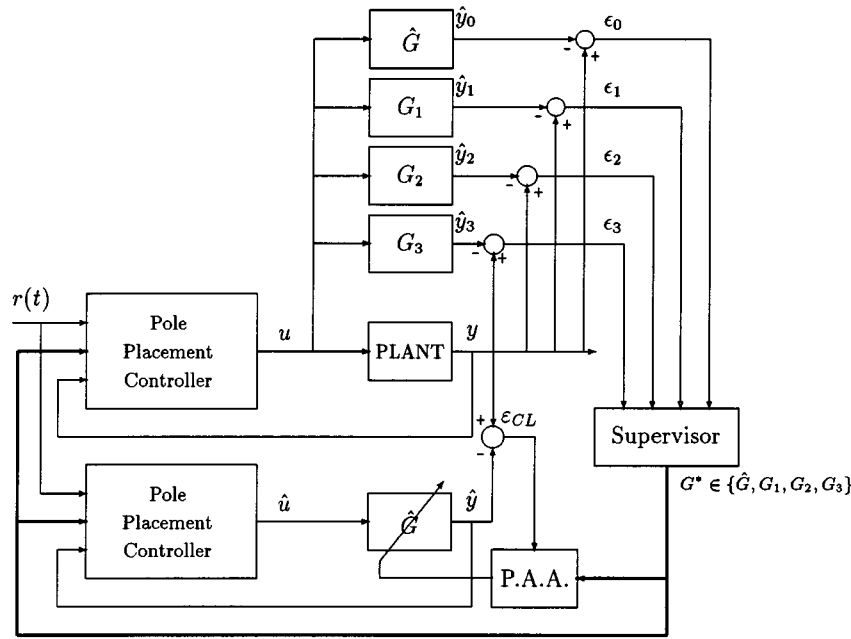 ŷ₀ ϵ₀
Ĝ
- +
ŷ₁ ϵ₁
G₁
- +
ŷ₂ ϵ₂
G₂
- +
ŷ₃ ϵ₃
G₃
- +
r(t)
Pole
Placement
Controller
u
PLANT
y
+ ε_CL
-
Supervisor
G* ∈ {Ĝ, G₁, G₂, G₃}
Pole
Placement
Controller
û
Ĝ
ŷ
P.A.A.